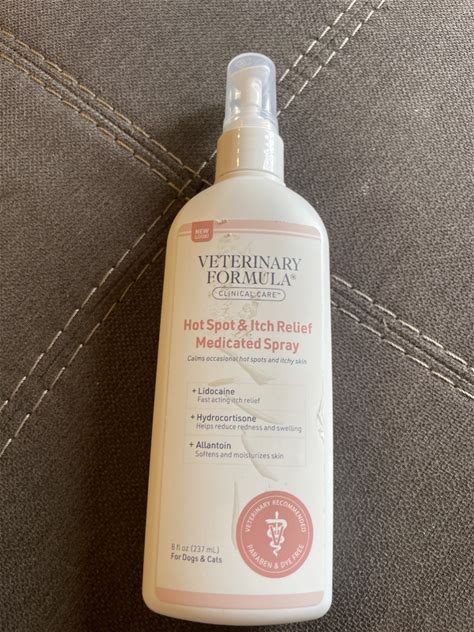 NEW
LOOK!
VETERINARY
FORMULA®
CLINICAL CARE™
Hot Spot & Itch Relief
Medicated Spray
Calms occasional hot spots and itchy skin
+ Lidocaine
Fast acting itch relief
+ Hydrocortisone
Helps reduce redness and swelling
+ Allantoin
Softens and moisturizes skin
VETERINARY RECOMMENDED
PARABEN & DYE FREE
8 fl oz (237 mL)
For Dogs & Cats